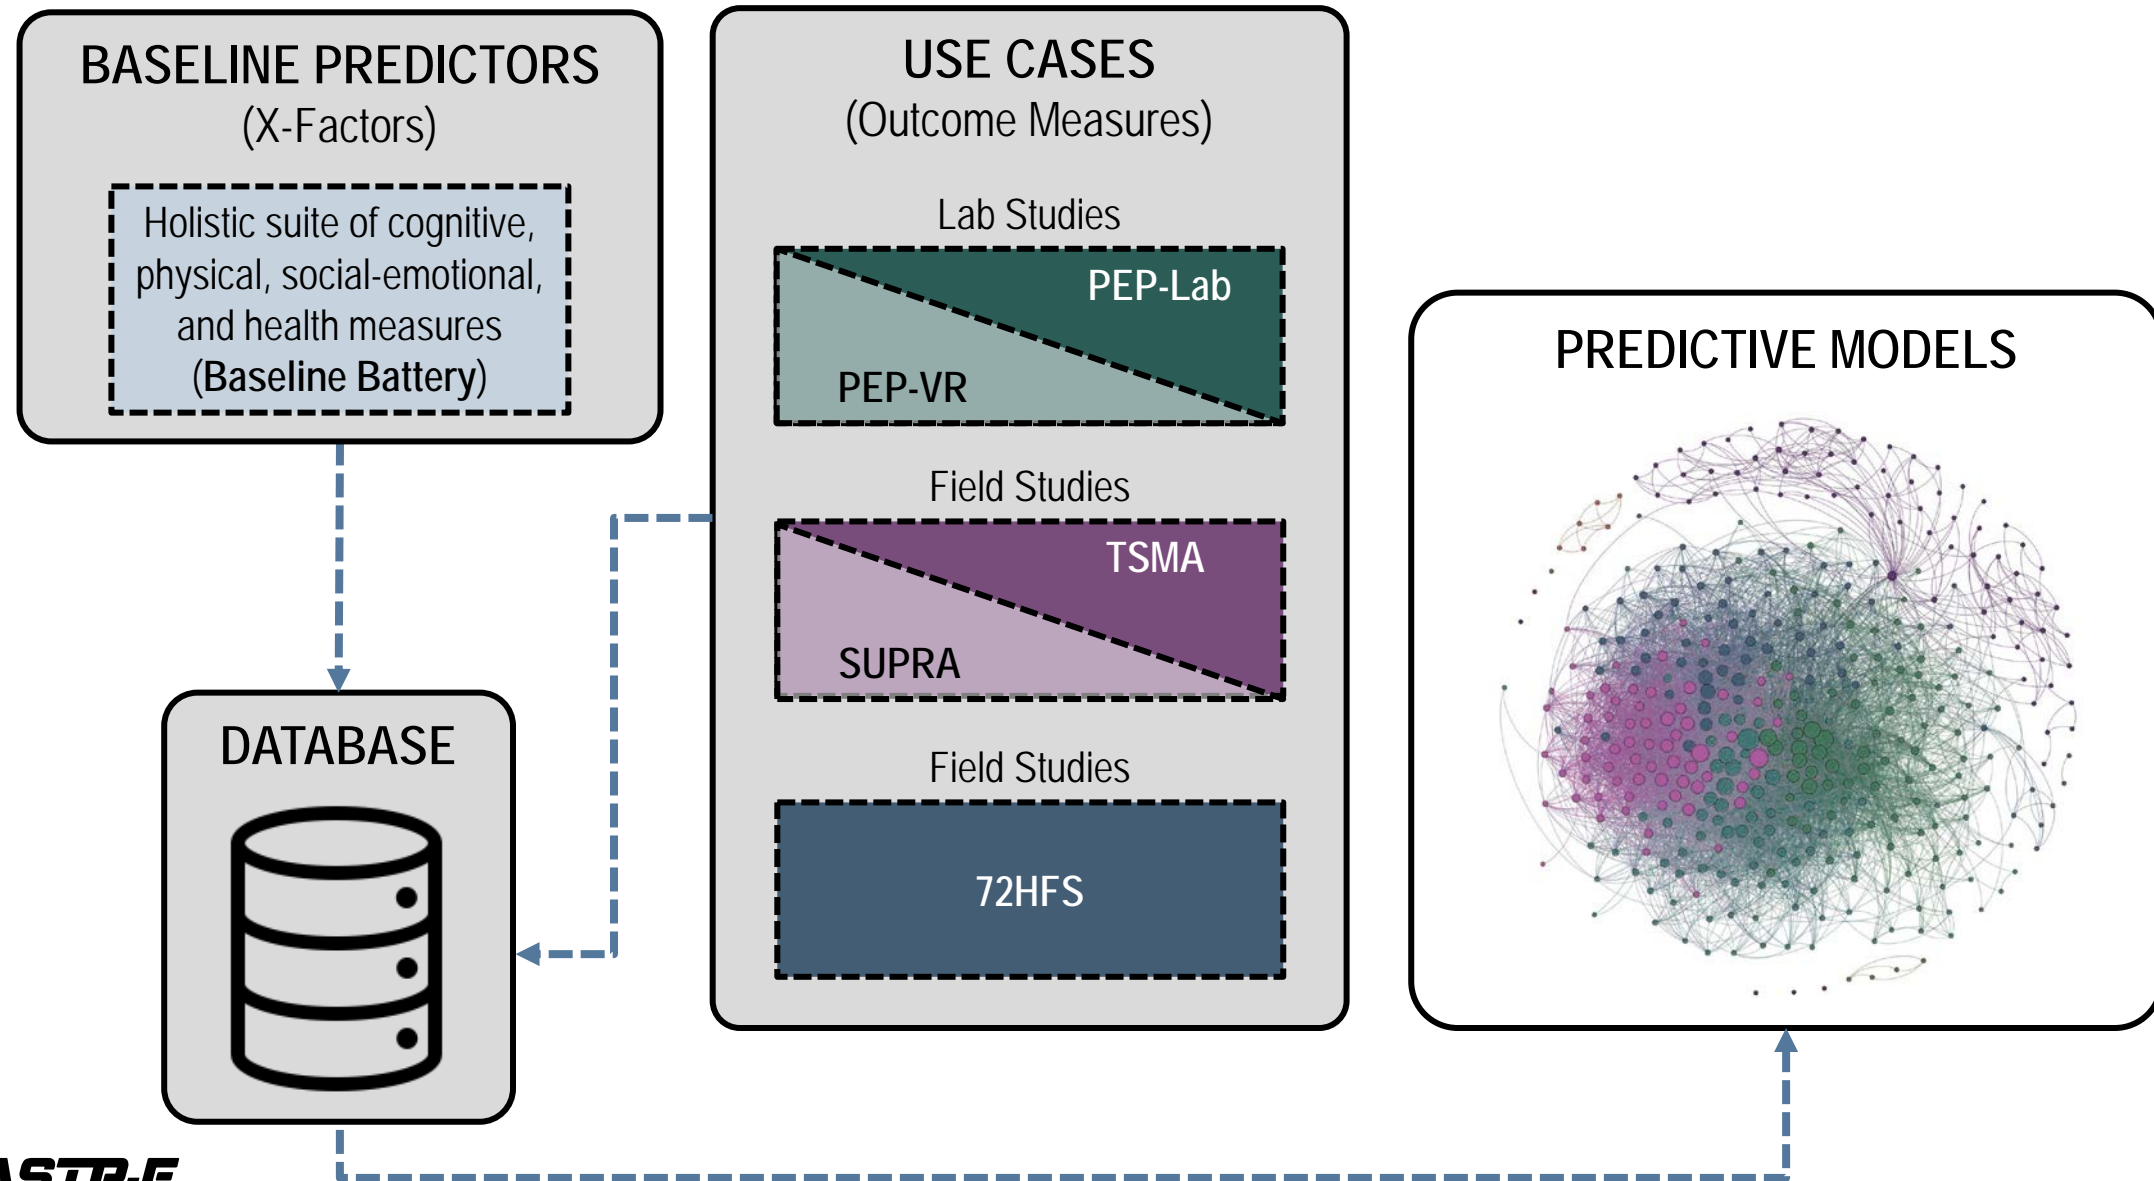 BASELINE PREDICTORS
(X-Factors)
Holistic suite of cognitive,
physical, social-emotional,
and health measures
(Baseline Battery)
USE CASES
(Outcome Measures)
Lab Studies
PEP-Lab
PEP-VR
Field Studies
TSMA
SUPRA
Field Studies
72HFS
DATABASE
PREDICTIVE MODELS